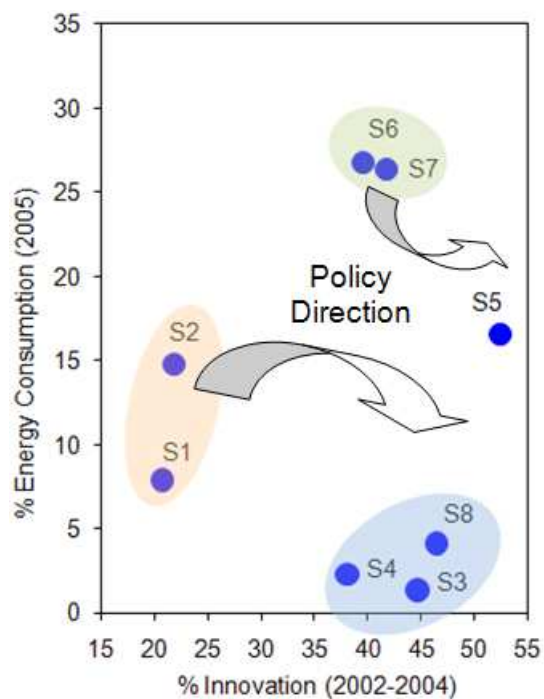 35
30
25
20
15
10
5
0
% Energy Consumption (2005)
S6
S7
Policy
Direction
S5
S2
S1
S8
S4
S3
15 20 25 30 35 40 45 50 55
% Innovation (2002-2004)